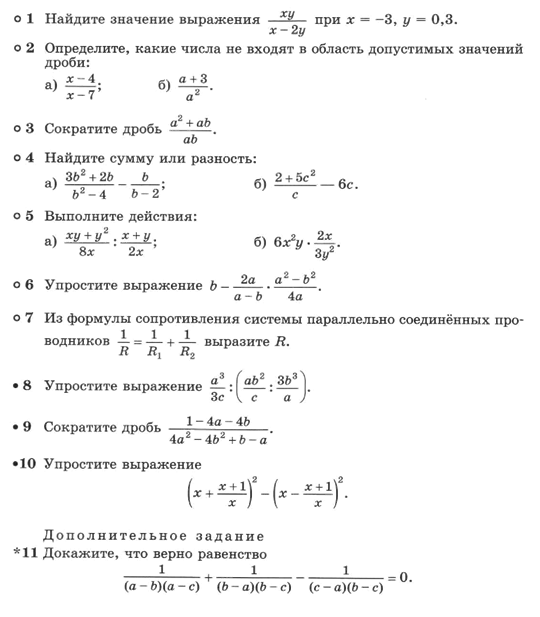 ○ 1 Найдите значение выражения \frac{xy}{x-2y} при x = –3, y = 0,3.
○ 2 Определите, какие числа не входят в область допустимых значений
дроби:
а) \frac{x-4}{x-7}; б) \frac{a+3}{a^2}.
○ 3 Сократите дробь \frac{a^2+ab}{ab}.
○ 4 Найдите сумму или разность:
а) \frac{3b^2+2b}{b^2-4} - \frac{b}{b-2}; б) \frac{2+5c^2}{c} — 6c.
○ 5 Выполните действия:
а) \frac{xy+y^2}{8x} : \frac{x+y}{2x}; б) 6x^2y · \frac{2x}{3y^2}.
○ 6 Упростите выражение b - \frac{2a}{a-b} · \frac{a^2-b^2}{4a}.
○ 7 Из формулы сопротивления системы параллельно соединённых про-
водников \frac{1}{R} = \frac{1}{R_1} + \frac{1}{R_2} выразите R.
• 8 Упростите выражение \frac{a^3}{3c} : \left(\frac{ab^2}{c} : \frac{3b^3}{a}\right).
• 9 Сократите дробь \frac{1-4a-4b}{4a^2-4b^2+b-a}.
•10 Упростите выражение
\left(x + \frac{x+1}{x}\right)^2 - \left(x - \frac{x+1}{x}\right)^2.
Дополнительное задание
*11 Докажите, что верно равенство
\frac{1}{(a-b)(a-c)} + \frac{1}{(b-a)(b-c)} - \frac{1}{(c-a)(b-c)} = 0.